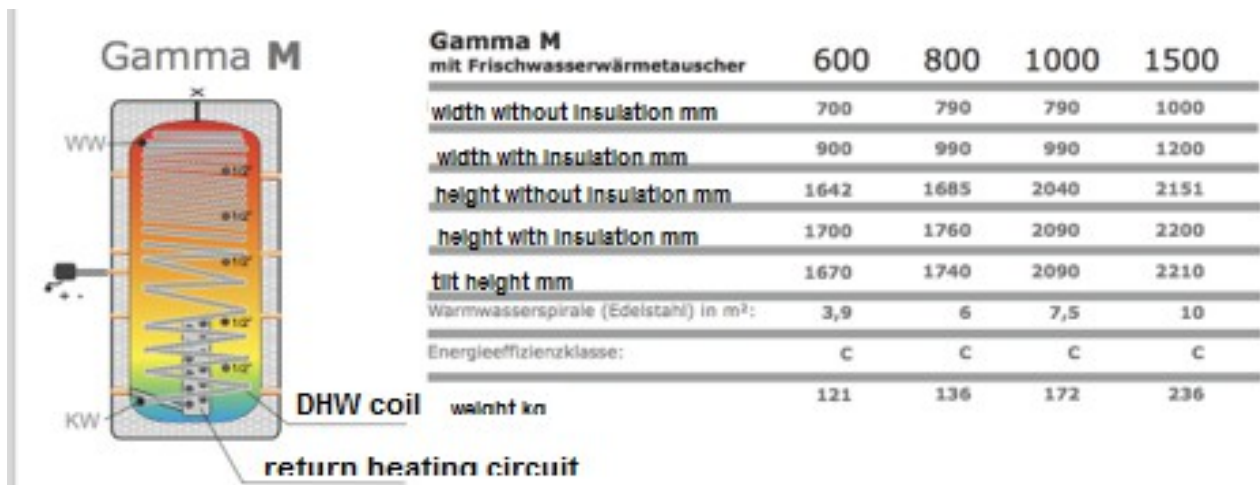 Gamma M
WW
1/2"
1/2"
1/2"
1/2"
1/2"
KW
+ -
DHW coil
return heating circuit
Gamma M
mit Frischwasserwärmetauscher 600 800 1000 1500
width without insulation mm 700 790 790 1000
width with insulation mm 900 990 990 1200
height without insulation mm 1642 1685 2040 2151
height with insulation mm 1700 1760 2090 2200
tilt height mm 1670 1740 2090 2210
Warmwasserspirale (Edelstahl) in m²: 3,9 6 7,5 10
Energieeffizienzklasse: C C C C
weight kg 121 136 172 236